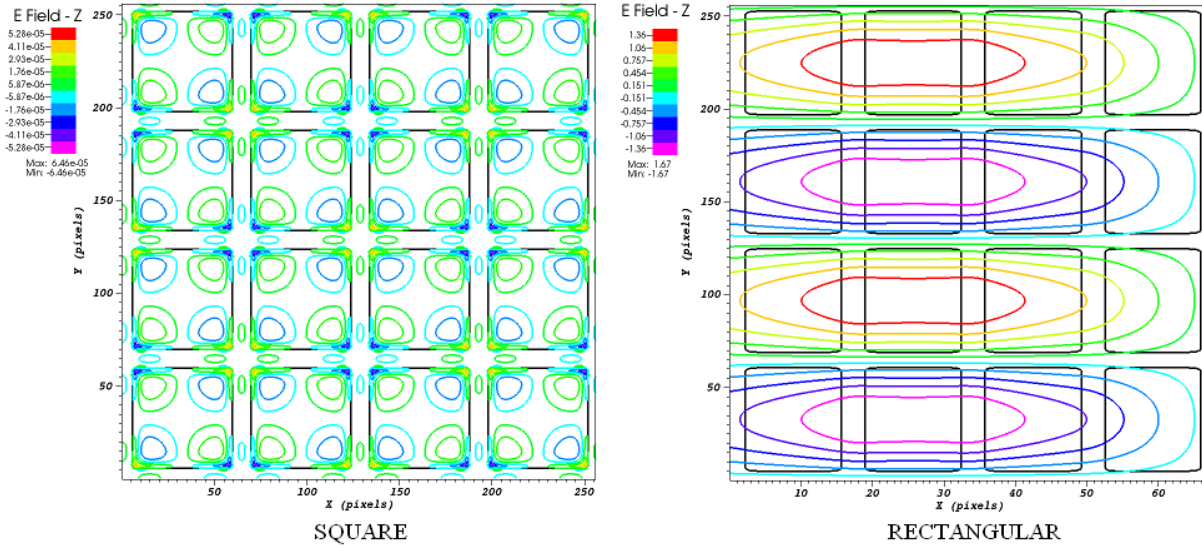 E Field - Z
5.28e-05
4.11e-05
2.93e-05
1.76e-05
5.87e-06
-5.87e-06
-1.76e-05
-2.93e-05
-4.11e-05
-5.28e-05
Max: 6.46e-05
Min: -6.46e-05
250
200
150
100
50
Y (pixels)
50
100
150
200
250
X (pixels)
SQUARE
E Field - Z
1.36
1.06
0.757
0.454
0.151
-0.151
-0.454
-0.757
-1.06
-1.36
Max: 1.67
Min: -1.67
250
200
150
100
50
Y (pixels)
10
20
30
40
50
60
X (pixels)
RECTANGULAR